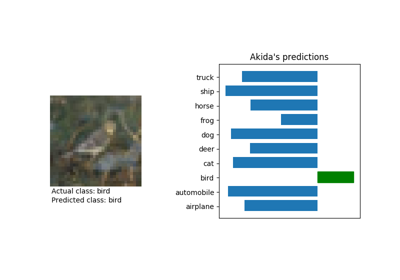 Akida's predictions
truck
ship
horse
frog
dog
deer
cat
bird
automobile
airplane
Actual class: bird
Predicted class: bird